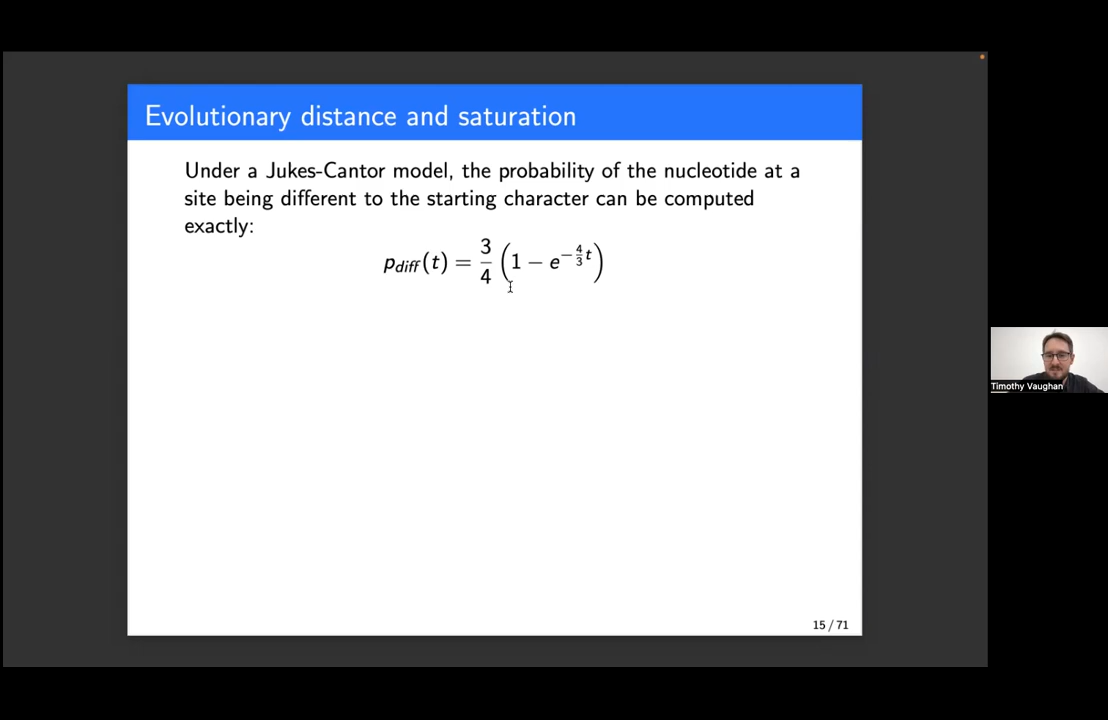 Evolutionary distance and saturation
Under a Jukes-Cantor model, the probability of the nucleotide at a
site being different to the starting character can be computed
exactly:
p_diff(t) = 3/4 (1 − e^{−4/3 t})
Timothy Vaughan
15 / 71